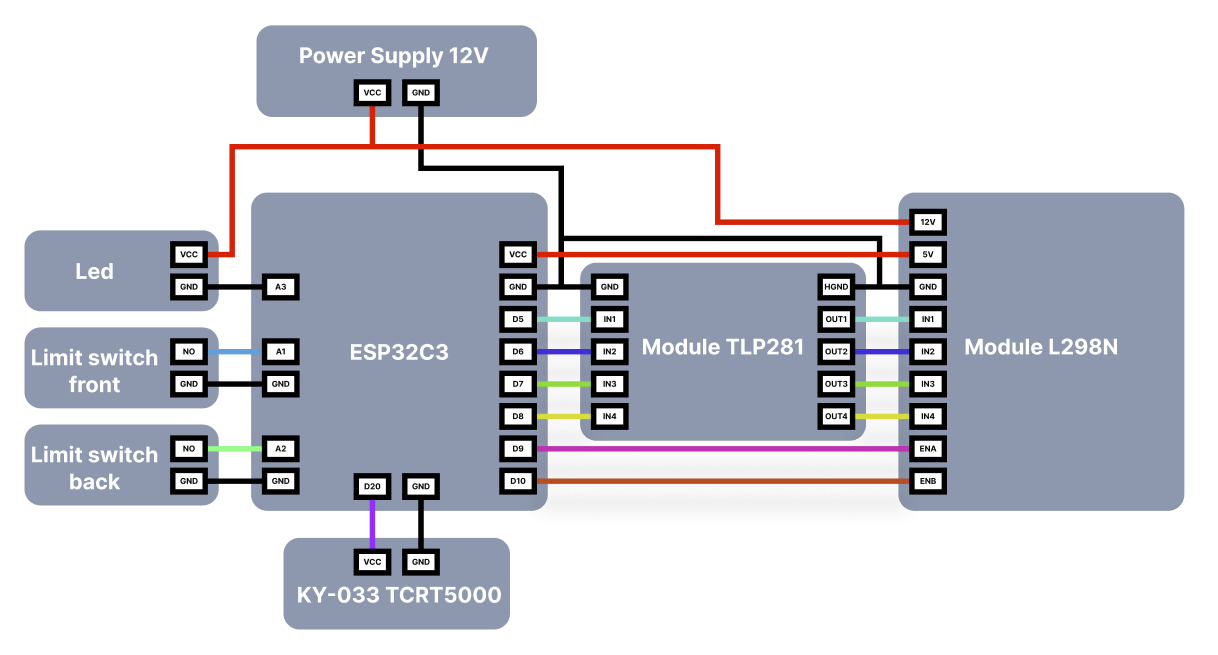 Power Supply 12V
VCC GND
12V
VCC VCC 5V
Led
GND A3 GND GND HGND GND
D5 IN1 OUT1 IN1
Limit switch
front
NO A1 ESP32C3 D6 IN2 Module TLP281 OUT2 IN2 Module L298N
GND GND D7 IN3 OUT3 IN3
D8 IN4 OUT4 IN4
Limit switch
back
NO A2 D9 ENA
GND GND D20 GND D10 ENB
VCC GND
KY-033 TCRT5000